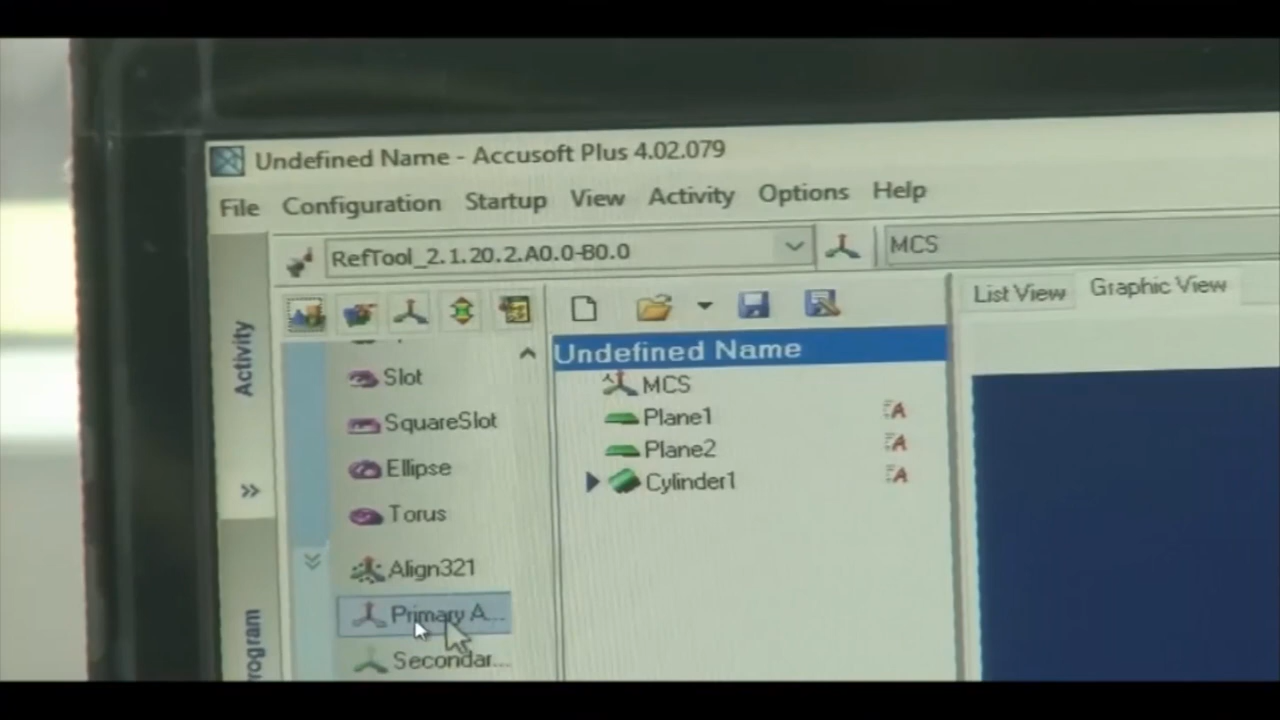 Undefined Name - Accusoft Plus 4.02.079
File Configuration Startup View Activity Options Help
RefTool_2.1.20.2.A0.0-B0.0 MCS
List View Graphic View
Activity
Undefined Name
Slot
MCS
SquareSlot
Plane1 A
Plane2 A
Ellipse
Cylinder1 A
Torus
Align321
Primary A...
Secondar...
rogram